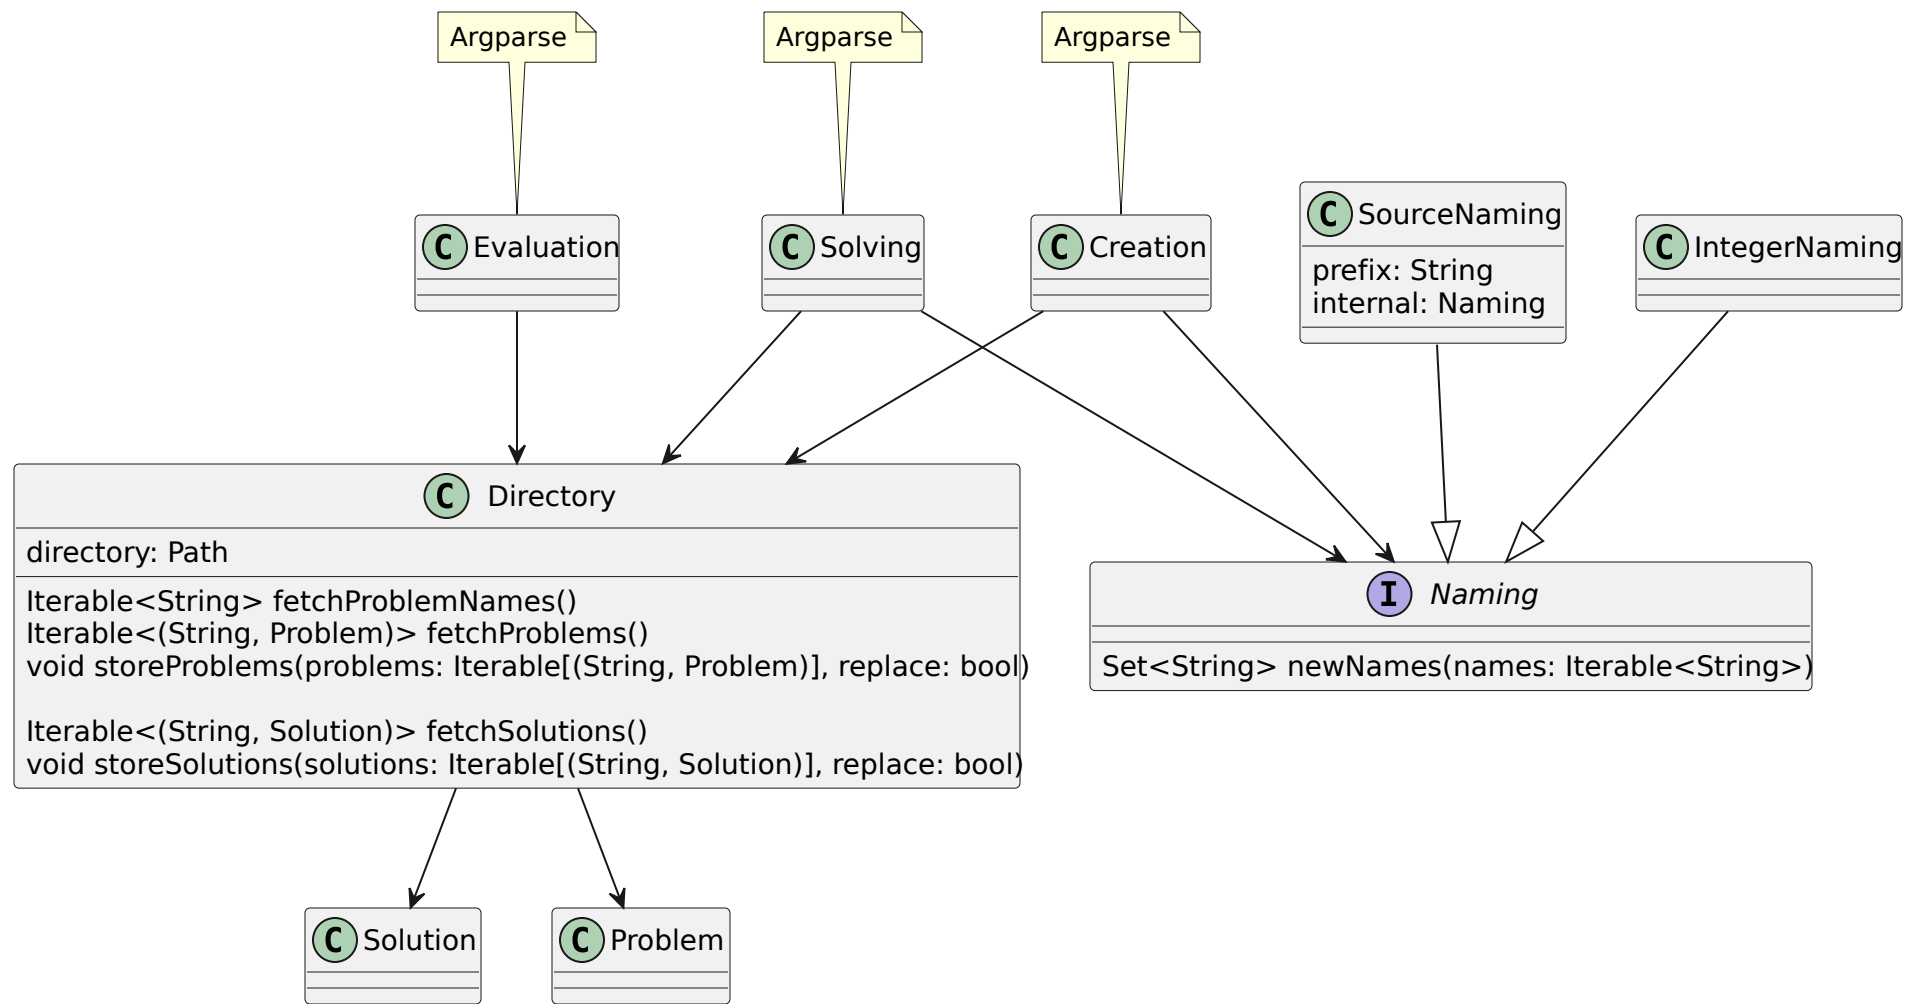 Argparse
Argparse
Argparse
C Evaluation
C Solving
C Creation
C SourceNaming
prefix: String
internal: Naming
C IntegerNaming
C Directory
directory: Path
Iterable<String> fetchProblemNames()
Iterable<(String, Problem)> fetchProblems()
void storeProblems(problems: Iterable[(String, Problem)], replace: bool)
Iterable<(String, Solution)> fetchSolutions()
void storeSolutions(solutions: Iterable[(String, Solution)], replace: bool)
I Naming
Set<String> newNames(names: Iterable<String>)
C Solution
C Problem